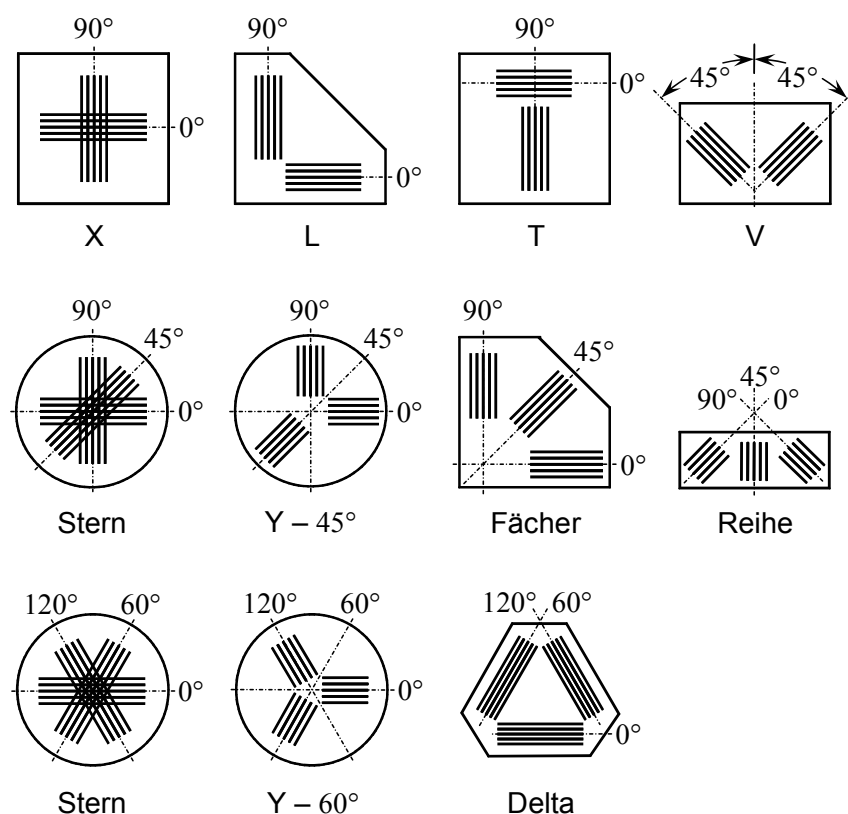 90° 90° 90° 45° 45°
0° 0° 0°
X L T V
90° 45° 90° 45° 90° 45° 90° 45° 0°
0° 0° 0°
Stern Y – 45° Fächer Reihe
120° 60° 120° 60° 120° 60°
0° 0° 0°
Stern Y – 60° Delta